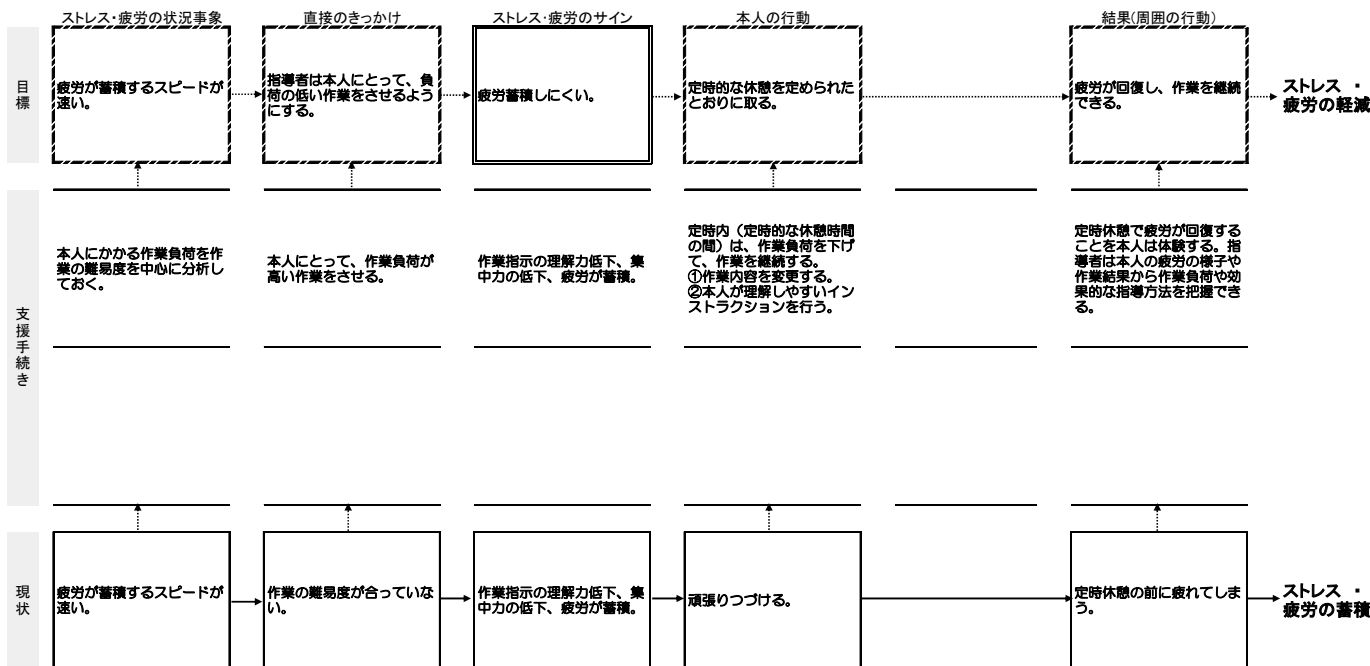 ストレス・疲労の状況事象
直接のきっかけ
ストレス・疲労のサイン
本人の行動
結果(周囲の行動)
目標
疲労が蓄積するスピードが
速い。
指導者は本人にとって、負
荷の低い作業をさせるよう
にする。
疲労蓄積しにくい。
定時的な休憩を定められた
とおりに取る。
疲労が回復し、作業を継続
できる。
ストレス ・
疲労の軽減
支援手続き
本人にかかる作業負荷を作
業の難易度を中心に分析し
ておく。
本人にとって、作業負荷が
高い作業をさせる。
作業指示の理解力低下、集
中力の低下、疲労が蓄積。
定時内（定時的な休憩時間
の間）は、作業負荷を下げ
て、作業を継続する。
①作業内容を変更する。
②本人が理解しやすいイン
ストラクションを行う。
定時休憩で疲労が回復する
ことを本人は体験する。指
導者は本人の疲労の様子や
作業結果から作業負荷や効
果的な指導方法を把握でき
る。
現状
疲労が蓄積するスピードが
速い。
作業の難易度が合っていな
い。
作業指示の理解力低下、集
中力の低下、疲労が蓄積。
頑張りつづける。
定時休憩の前に疲れてしま
う。
ストレス ・
疲労の蓄積